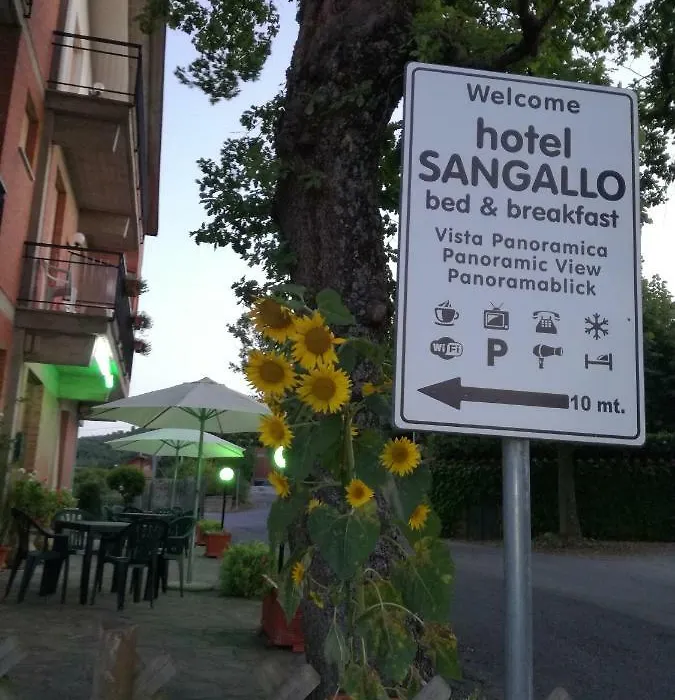 Welcome
hotel
SANGALLO
bed & breakfast
Vista Panoramica
Panoramic View
Panoramablick
WiFi P
10 mt.